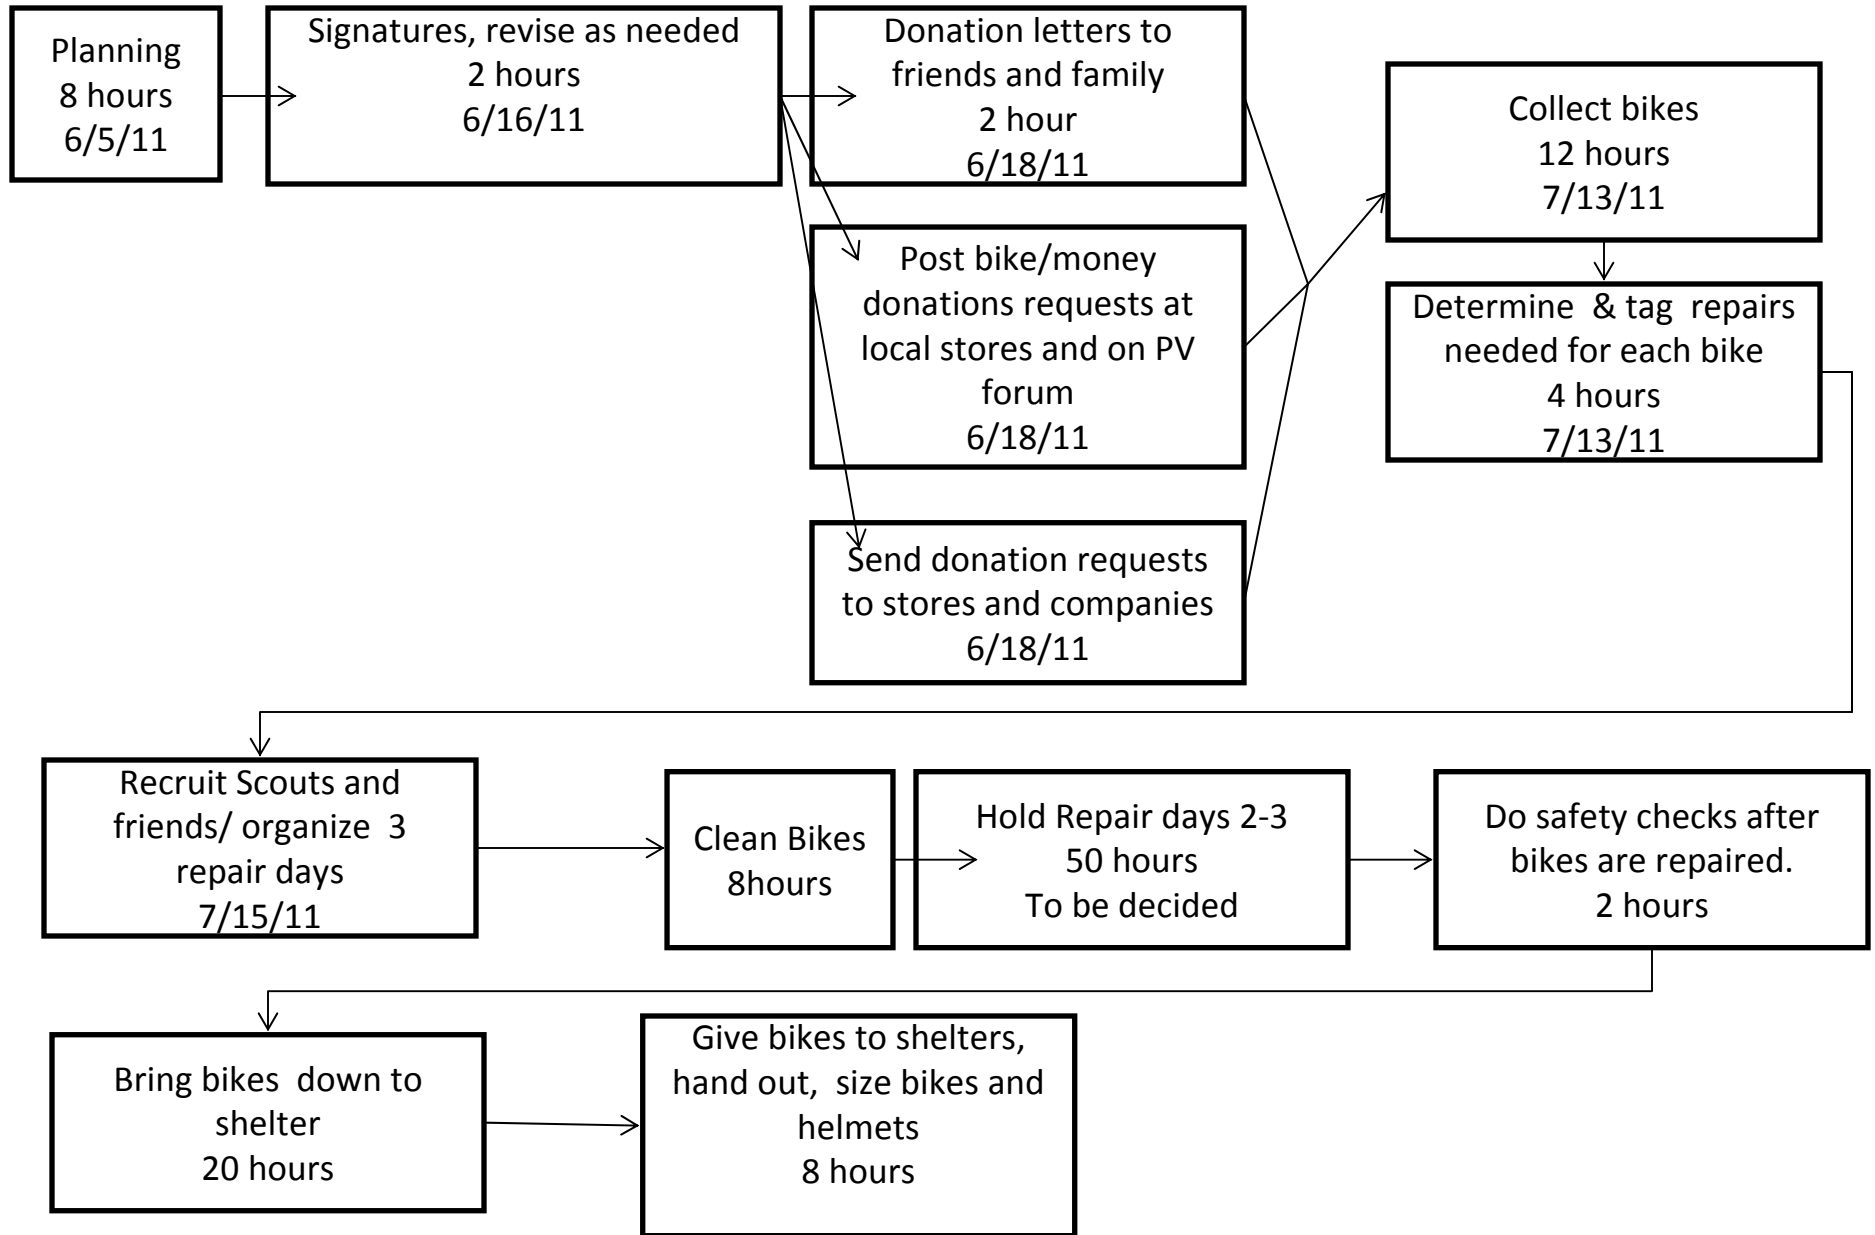 Planning
8 hours
6/5/11
Signatures, revise as needed
2 hours
6/16/11
Donation letters to
friends and family
2 hour
6/18/11
Post bike/money
donations requests at
local stores and on PV
forum
6/18/11
Send donation requests
to stores and companies
6/18/11
Collect bikes
12 hours
7/13/11
Determine & tag repairs
needed for each bike
4 hours
7/13/11
Recruit Scouts and
friends/ organize 3
repair days
7/15/11
Clean Bikes
8hours
Hold Repair days 2-3
50 hours
To be decided
Do safety checks after
bikes are repaired.
2 hours
Bring bikes down to
shelter
20 hours
Give bikes to shelters,
hand out, size bikes and
helmets
8 hours